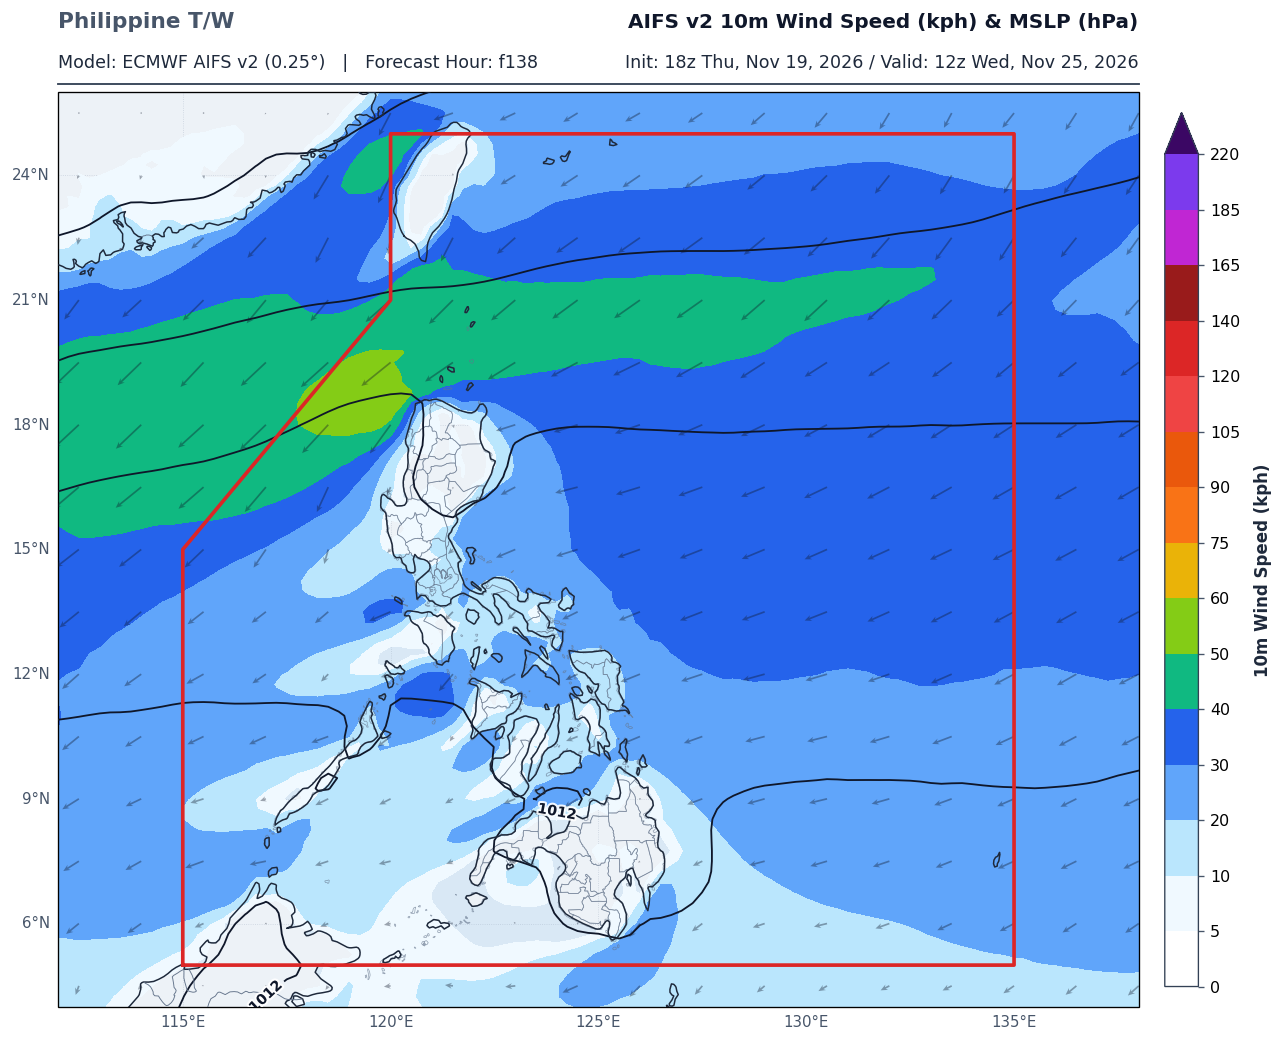 Philippine T/W
AIFS v2 10m Wind Speed (kph) & MSLP (hPa)
Model: ECMWF AIFS v2 (0.25°) | Forecast Hour: f138
Init: 18z Thu, Nov 19, 2026 / Valid: 12z Wed, Nov 25, 2026
24°N
21°N
18°N
15°N
12°N
9°N
6°N
1012
1012
115°E
120°E
125°E
130°E
135°E
220
185
165
140
120
105
90
75
60
50
40
30
20
10
5
0
10m Wind Speed (kph)